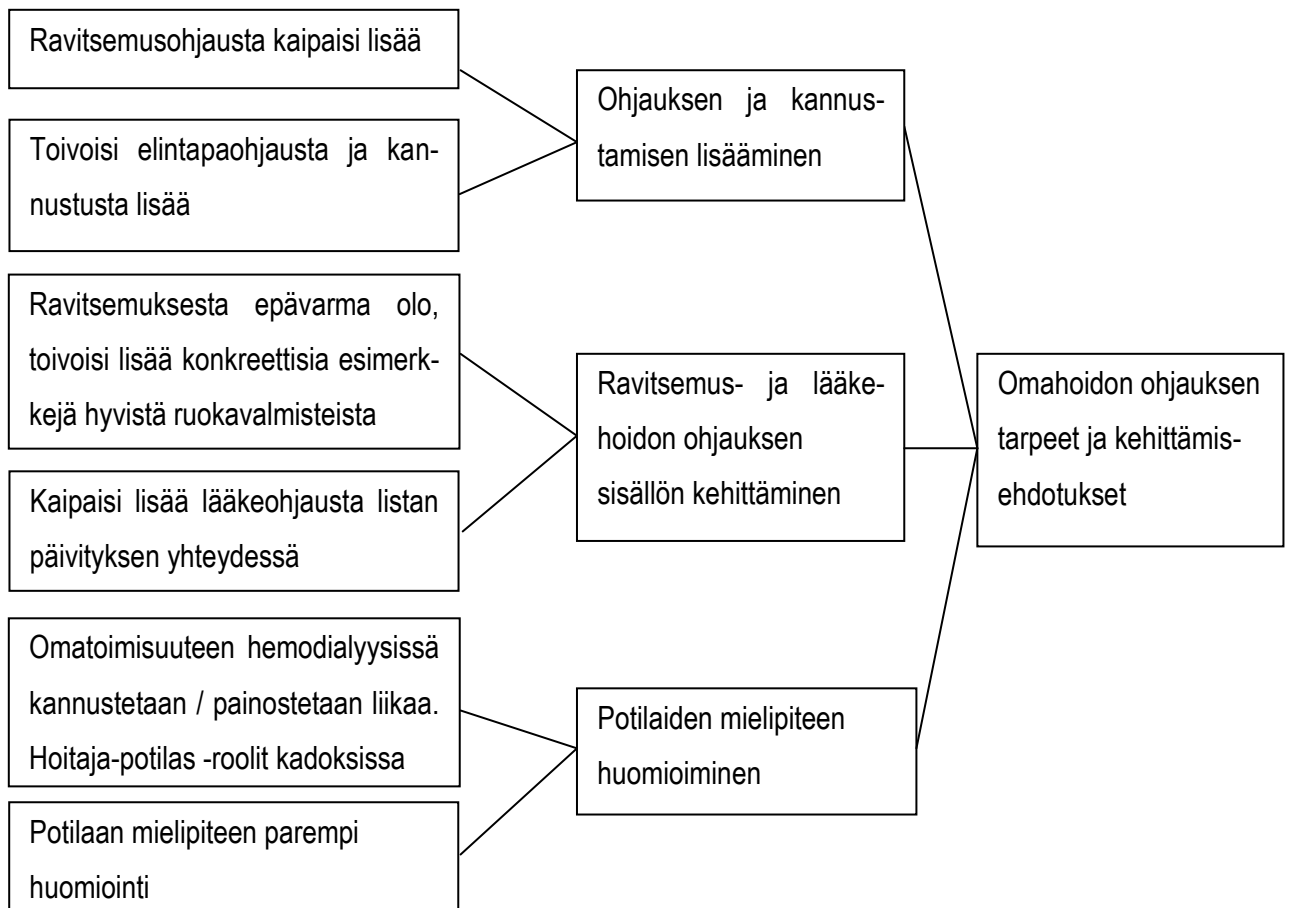 Ravitsemusohjausta kaipaisi lisää
Toivoisi elintapaohjausta ja kan-
nustusta lisää
Ravitsemuksesta epävarma olo,
toivoisi lisää konkreettisia esimerk-
kejä hyvistä ruokavalmisteista
Kaipaisi lisää lääkeohjausta listan
päivityksen yhteydessä
Omatoimisuuteen hemodialyysissä
kannustetaan / painostetaan liikaa.
Hoitaja-potilas -roolit kadoksissa
Potilaan mielipiteen parempi
huomiointi
Ohjauksen ja kannus-
tamisen lisääminen
Ravitsemus- ja lääke-
hoidon ohjauksen
sisällön kehittäminen
Potilaiden mielipiteen
huomioiminen
Omahoidon ohjauksen
tarpeet ja kehittämis-
ehdotukset